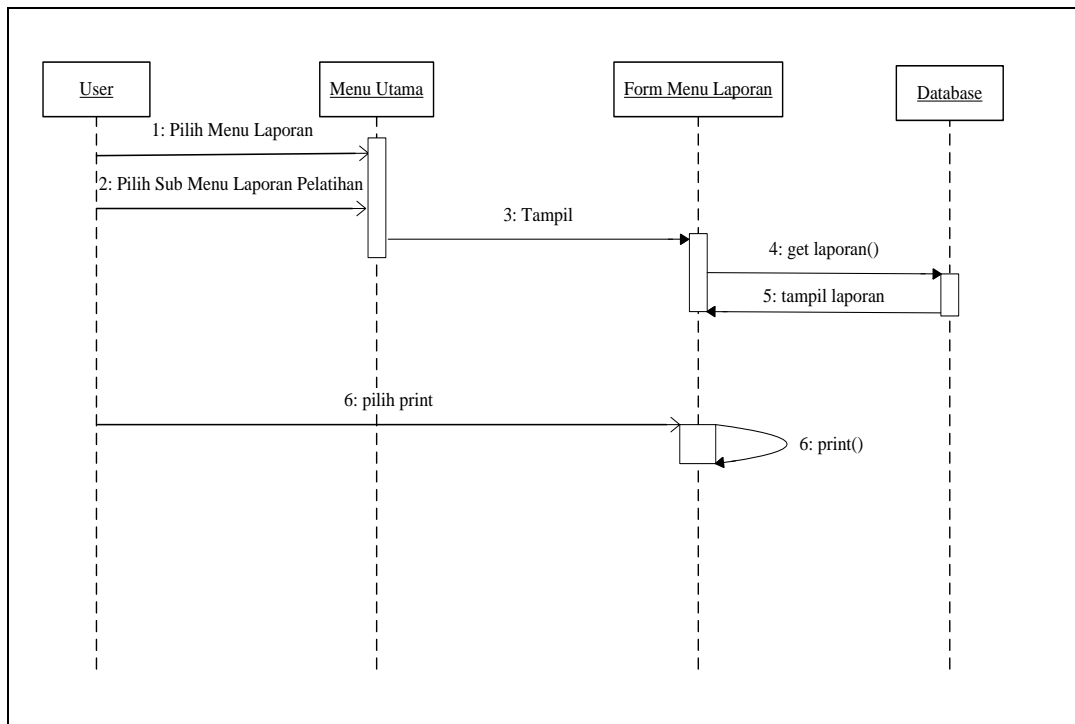 User
Menu Utama
Form Menu Laporan
Database
1: Pilih Menu Laporan
2: Pilih Sub Menu Laporan Pelatihan
3: Tampil
4: get laporan()
5: tampil laporan
6: pilih print
6: print()